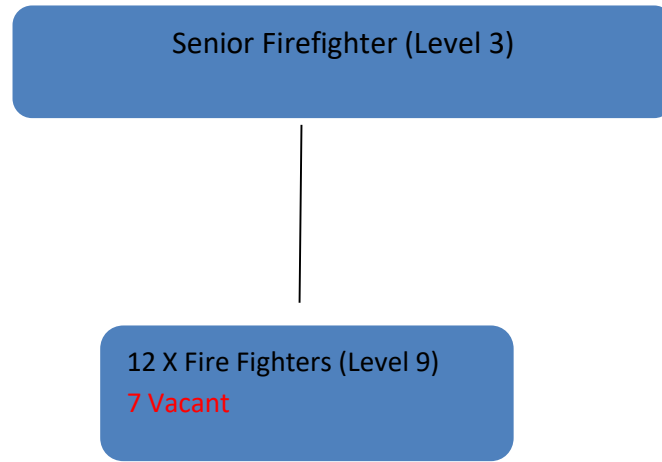 Senior Firefighter (Level 3)
12 X Fire Fighters (Level 9)
7 Vacant